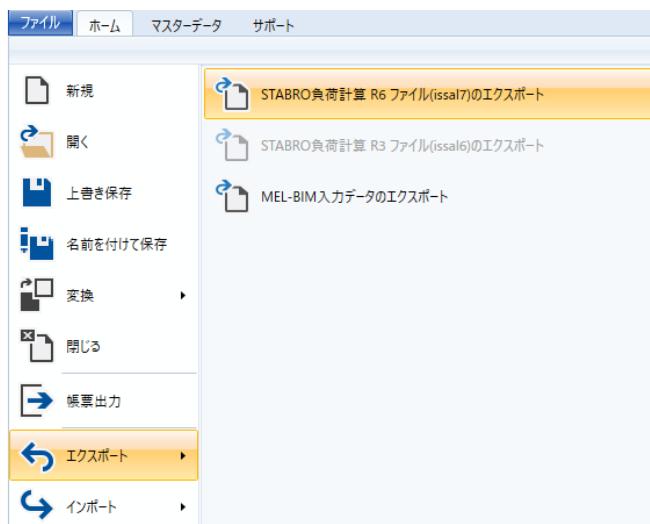 ファイル ホーム マスターデータ サポート
新規
開く
上書き保存
名前を付けて保存
変換
閉じる
帳票出力
エクスポート
インポート
STABRO負荷計算 R6 ファイル(issal7)のエクスポート
STABRO負荷計算 R3 ファイル(issal6)のエクスポート
MEL-BIM入力データのエクスポート